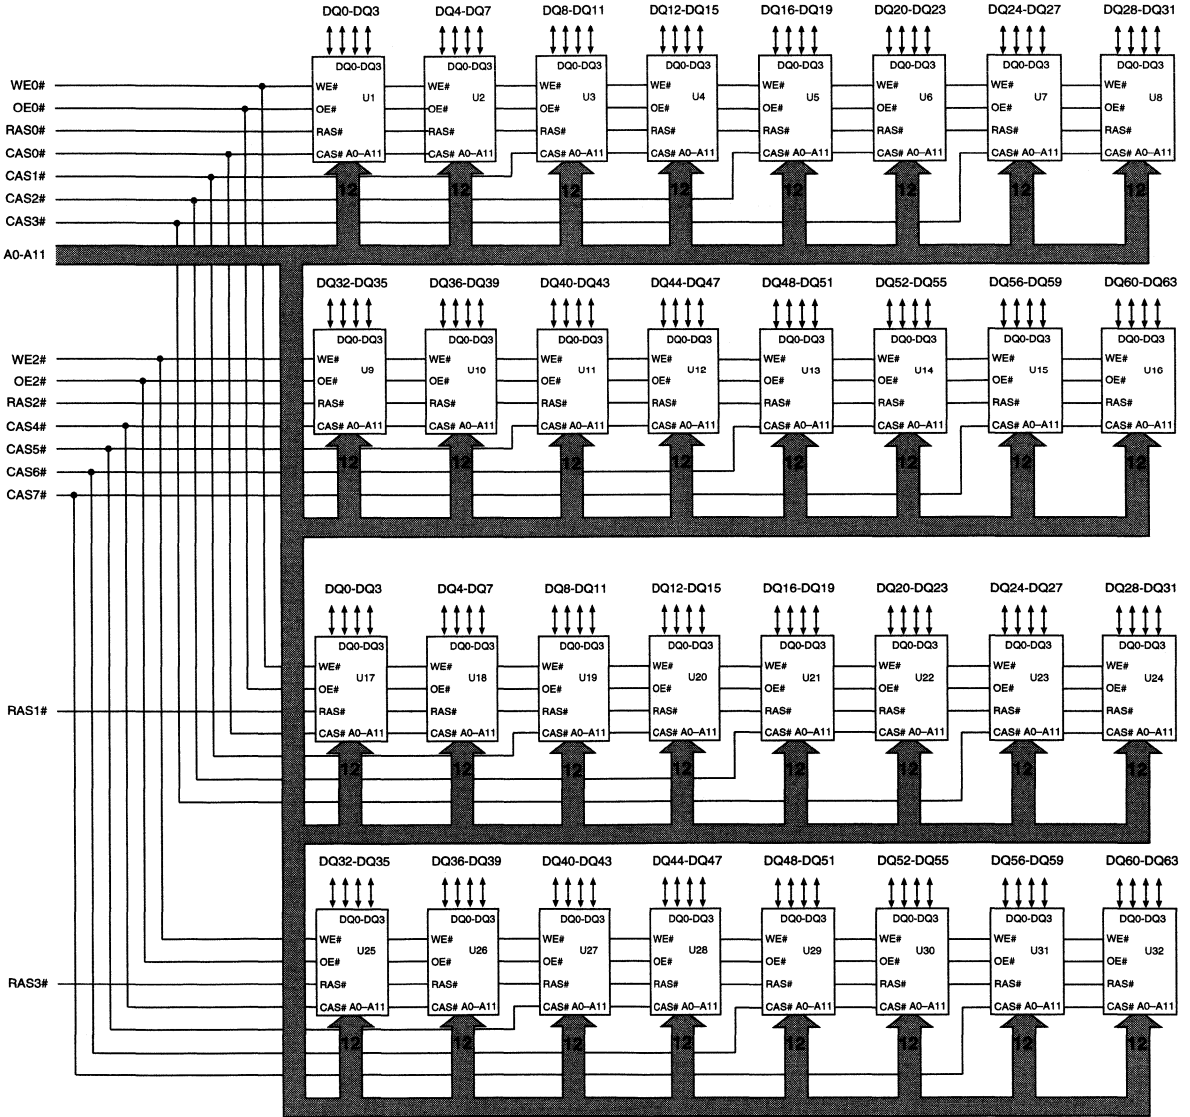 DQ0-DQ3 DQ4-DQ7 DQ8-DQ11 DQ12-DQ15 DQ16-DQ19 DQ20-DQ23 DQ24-DQ27 DQ28-DQ31
DQ0-DQ3 DQ0-DQ3 DQ0-DQ3 DQ0-DQ3 DQ0-DQ3 DQ0-DQ3 DQ0-DQ3 DQ0-DQ3
WE0# WE# WE# WE# WE# WE# WE# WE# WE#
U1 U2 U3 U4 U5 U6 U7 U8
OE0# OE# OE# OE# OE# OE# OE# OE# OE#
RAS0# RAS# RAS# RAS# RAS# RAS# RAS# RAS# RAS#
CAS0# CAS# A0–A11 CAS# A0–A11 CAS# A0–A11 CAS# A0–A11 CAS# A0–A11 CAS# A0–A11 CAS# A0–A11 CAS# A0–A11
CAS1#
12 12 12 12 12 12 12 12
CAS2#
CAS3#
A0-A11
DQ32-DQ35 DQ36-DQ39 DQ40-DQ43 DQ44-DQ47 DQ48-DQ51 DQ52-DQ55 DQ56-DQ59 DQ60-DQ63
DQ0-DQ3 DQ0-DQ3 DQ0-DQ3 DQ0-DQ3 DQ0-DQ3 DQ0-DQ3 DQ0-DQ3 DQ0-DQ3
WE2# WE# WE# WE# WE# WE# WE# WE# WE#
U9 U10 U11 U12 U13 U14 U15 U16
OE2# OE# OE# OE# OE# OE# OE# OE# OE#
RAS2# RAS# RAS# RAS# RAS# RAS# RAS# RAS# RAS#
CAS4# CAS# A0–A11 CAS# A0–A11 CAS# A0–A11 CAS# A0–A11 CAS# A0–A11 CAS# A0–A11 CAS# A0–A11 CAS# A0–A11
CAS5#
12 12 12 12 12 12 12 12
CAS6#
CAS7#
DQ0-DQ3 DQ4-DQ7 DQ8-DQ11 DQ12-DQ15 DQ16-DQ19 DQ20-DQ23 DQ24-DQ27 DQ28-DQ31
DQ0-DQ3 DQ0-DQ3 DQ0-DQ3 DQ0-DQ3 DQ0-DQ3 DQ0-DQ3 DQ0-DQ3 DQ0-DQ3
WE# WE# WE# WE# WE# WE# WE# WE#
U17 U18 U19 U20 U21 U22 U23 U24
OE# OE# OE# OE# OE# OE# OE# OE#
RAS1# RAS# RAS# RAS# RAS# RAS# RAS# RAS# RAS#
CAS# A0–A11 CAS# A0–A11 CAS# A0–A11 CAS# A0–A11 CAS# A0–A11 CAS# A0–A11 CAS# A0–A11 CAS# A0–A11
12 12 12 12 12 12 12 12
DQ32-DQ35 DQ36-DQ39 DQ40-DQ43 DQ44-DQ47 DQ48-DQ51 DQ52-DQ55 DQ56-DQ59 DQ60-DQ63
DQ0-DQ3 DQ0-DQ3 DQ0-DQ3 DQ0-DQ3 DQ0-DQ3 DQ0-DQ3 DQ0-DQ3 DQ0-DQ3
WE# WE# WE# WE# WE# WE# WE# WE#
U25 U26 U27 U28 U29 U30 U31 U32
OE# OE# OE# OE# OE# OE# OE# OE#
RAS3# RAS# RAS# RAS# RAS# RAS# RAS# RAS# RAS#
CAS# A0–A11 CAS# A0–A11 CAS# A0–A11 CAS# A0–A11 CAS# A0–A11 CAS# A0–A11 CAS# A0–A11 CAS# A0–A11
12 12 12 12 12 12 12 12